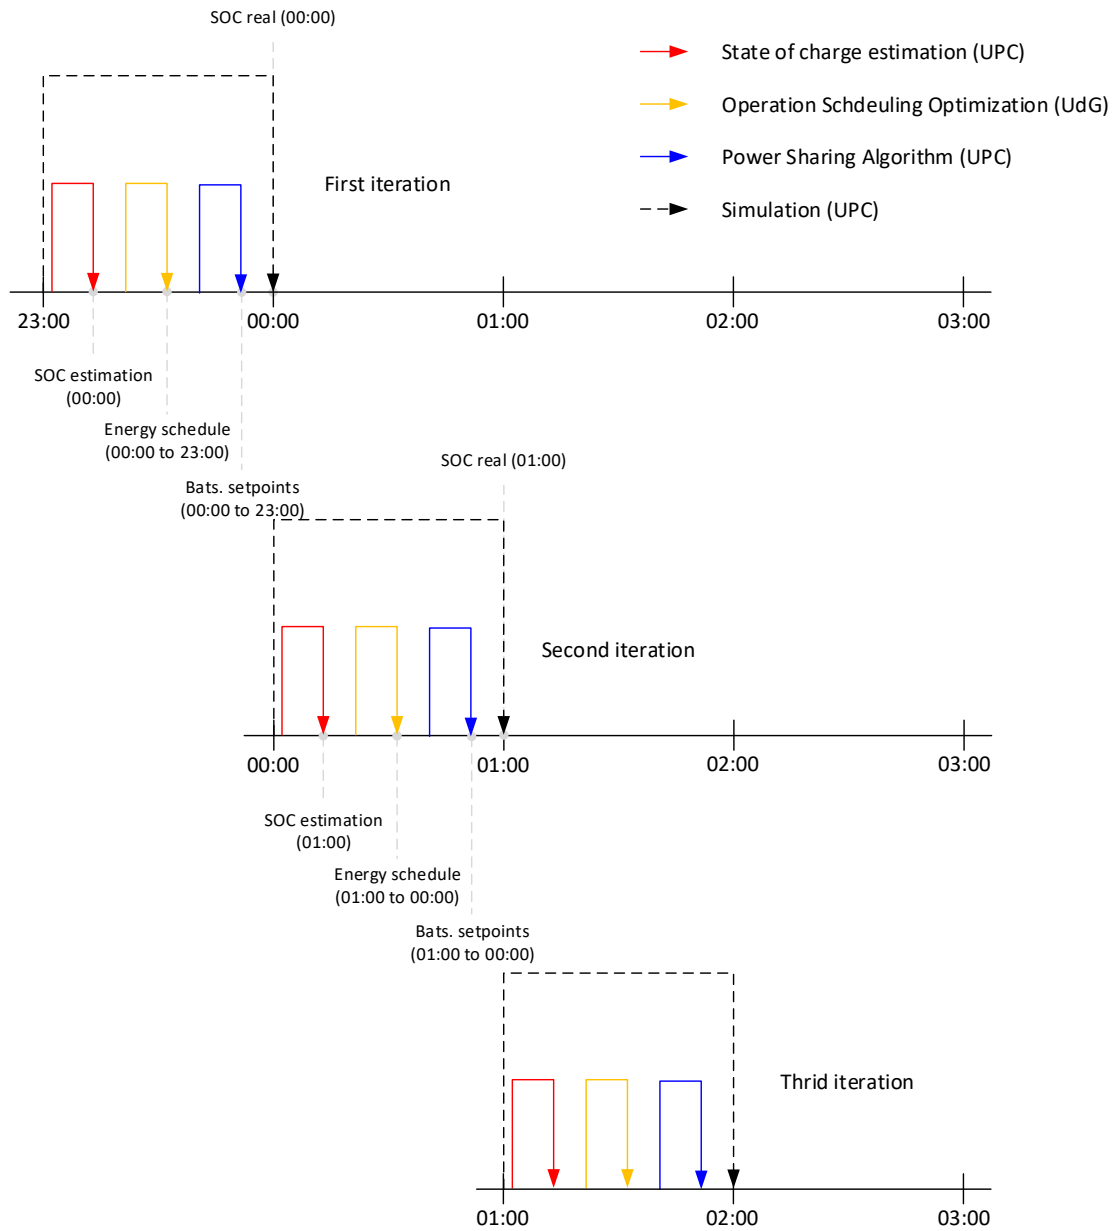 SOC real (00:00)
State of charge estimation (UPC)
Operation Schdeuling Optimization (UdG)
Power Sharing Algorithm (UPC)
Simulation (UPC)
First iteration
23:00
00:00
01:00
02:00
03:00
SOC estimation
(00:00)
Energy schedule
(00:00 to 23:00)
Bats. setpoints
(00:00 to 23:00)
SOC real (01:00)
Second iteration
00:00
01:00
02:00
03:00
SOC estimation
(01:00)
Energy schedule
(01:00 to 00:00)
Bats. setpoints
(01:00 to 00:00)
Thrid iteration
01:00
02:00
03:00